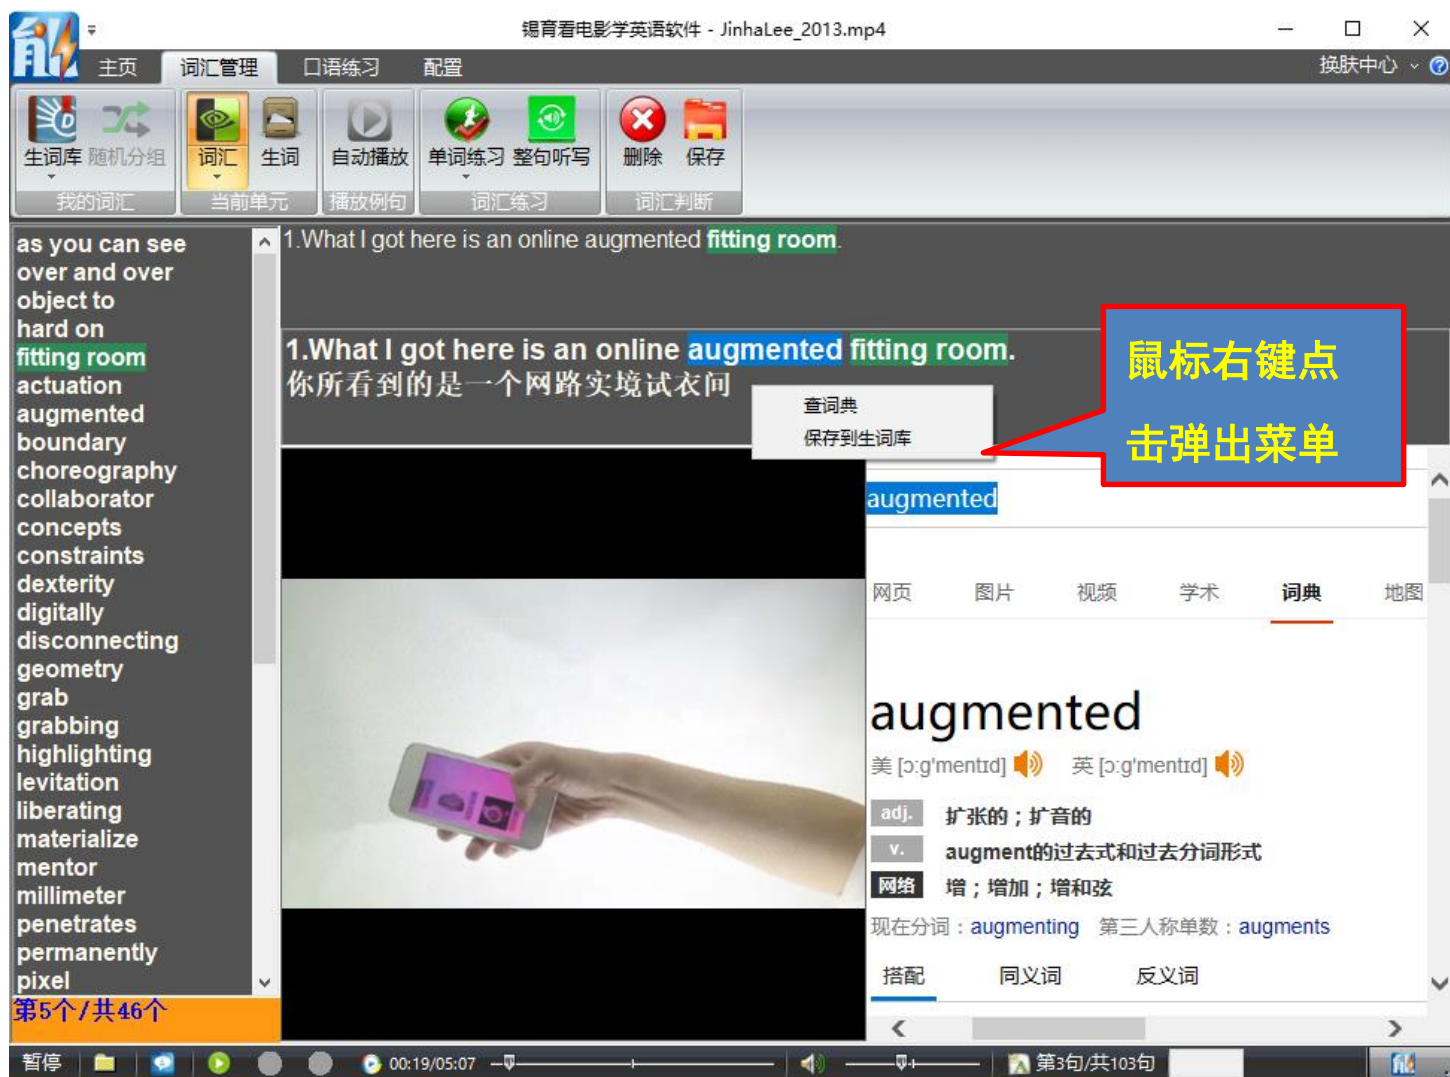 锡育看电影学英语软件 - JinhaLee_2013.mp4
主页 词汇管理 口语练习 配置 换肤中心
生词库 随机分组 词汇 生词 自动播放 单词练习 整句听写 删除 保存
我的词汇 当前单元 播放例句 词汇练习 词汇判断
as you can see
over and over
object to
hard on
fitting room
actuation
augmented
boundary
choreography
collaborator
concepts
constraints
dexterity
digitally
disconnecting
geometry
grab
grabbing
highlighting
levitation
liberating
materialize
mentor
millimeter
penetrates
permanently
pixel
第5个/共46个
1.What I got here is an online augmented fitting room.
1.What I got here is an online augmented fitting room.
你所看到的是一个网路实境试衣间
查词典
保存到生词库
鼠标右键点
击弹出菜单
augmented
网页 图片 视频 学术 词典 地图
augmented
美 [ɔːɡ'mentɪd] 英 [ɔːɡ'mentɪd]
adj. 扩张的；扩音的
v. augment的过去式和过去分词形式
网络 增；增加；增和弦
现在分词：augmenting 第三人称单数：augments
搭配 同义词 反义词
暂停 00:19/05:07 第3句/共103句